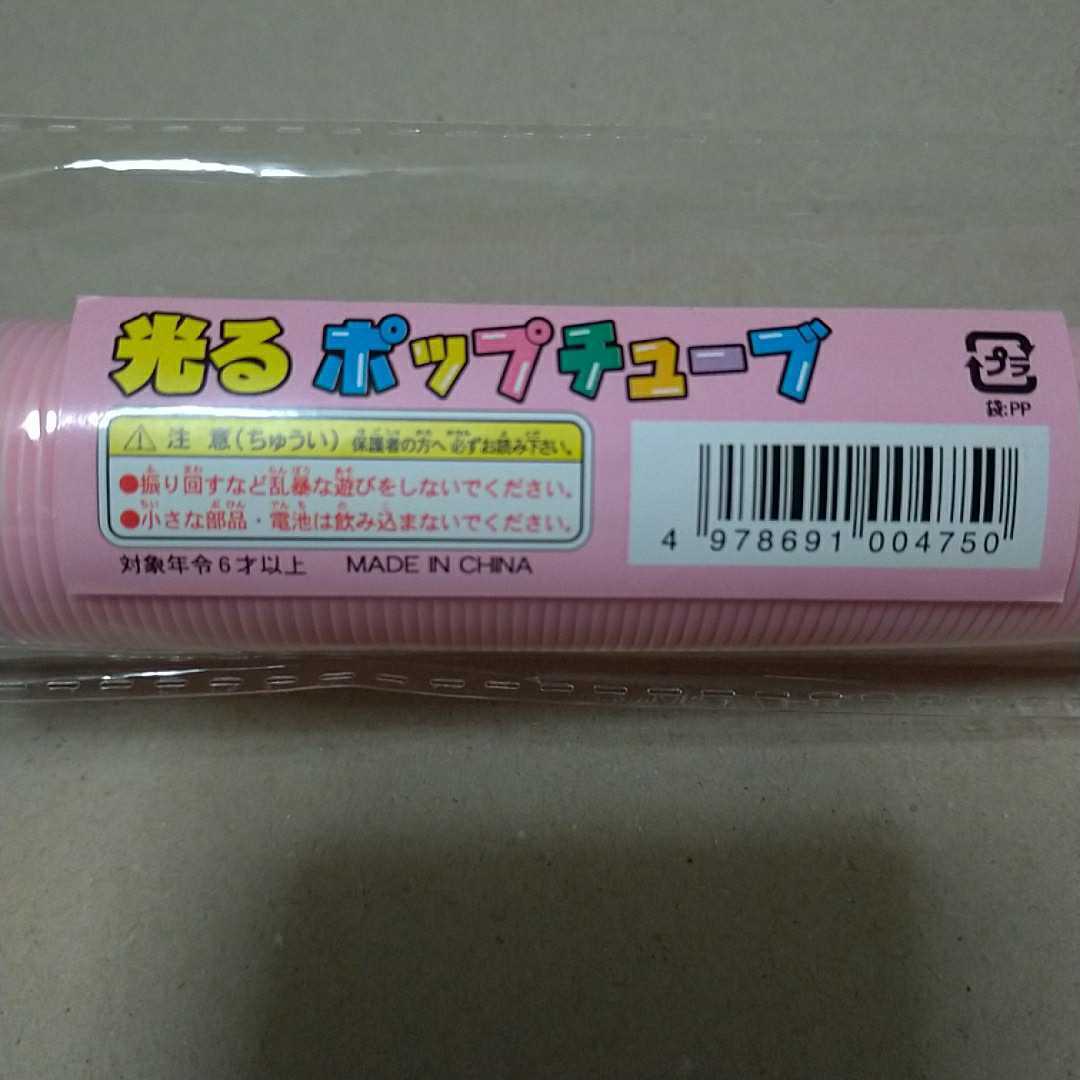 光る ポップチューブ
プラ
袋:PP
注意(ちゅうい) 保護者の方へ 必ずお読み下さい。
●振り回すなど乱暴な遊びをしないでください。
●小さな部品・電池は飲み込まないでください。
対象年令6才以上 MADE IN CHINA
4 978691 004750